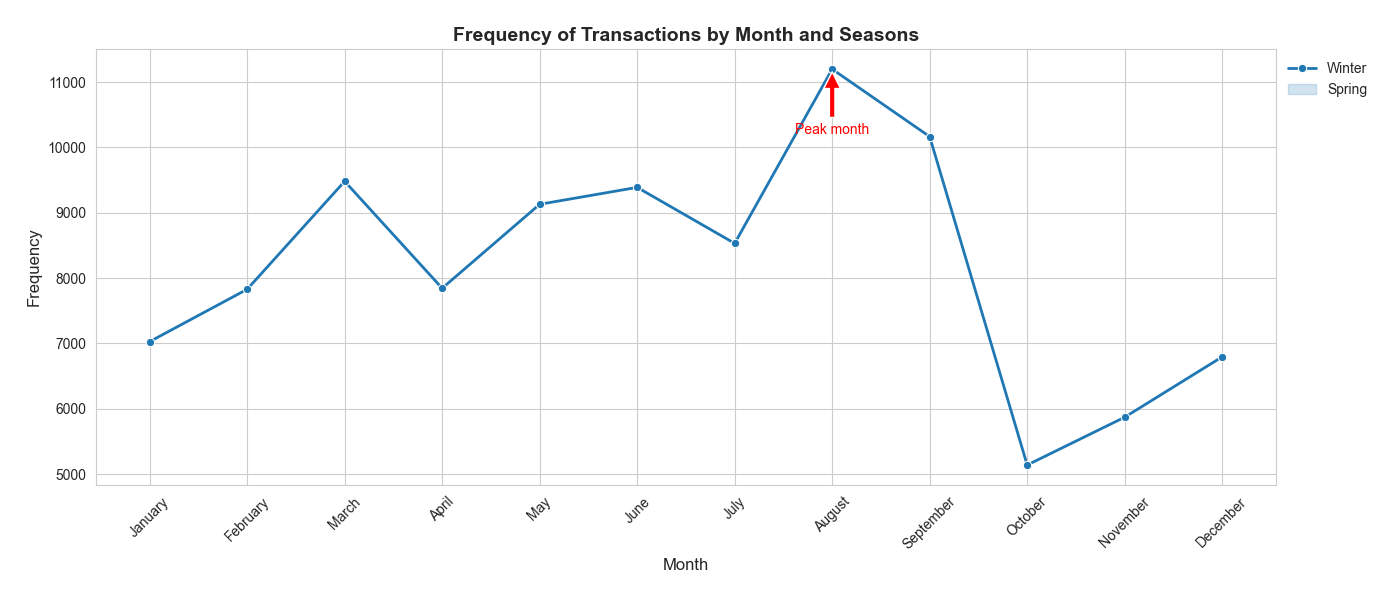 Frequency of Transactions by Month and Seasons
Winter
Spring
Peak month
Frequency
11000
10000
9000
8000
7000
6000
5000
January
February
March
April
May
June
July
August
September
October
November
December
Month